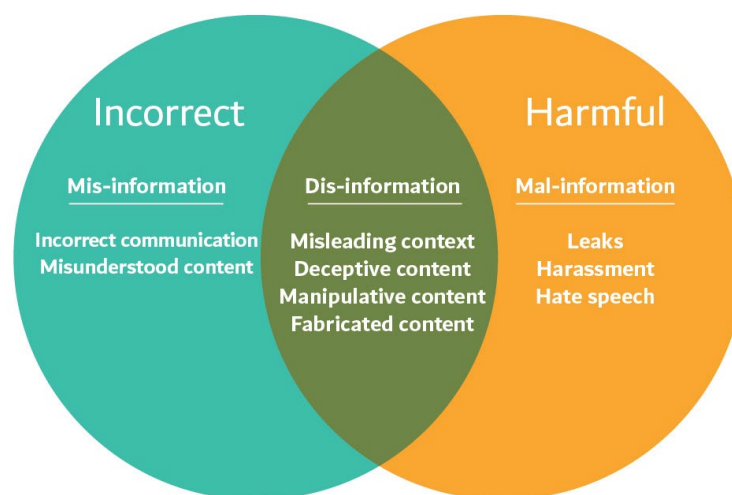 Incorrect
Harmful
Mis-information
Incorrect communication
Misunderstood content
Dis-information
Misleading context
Deceptive content
Manipulative content
Fabricated content
Mal-information
Leaks
Harassment
Hate speech